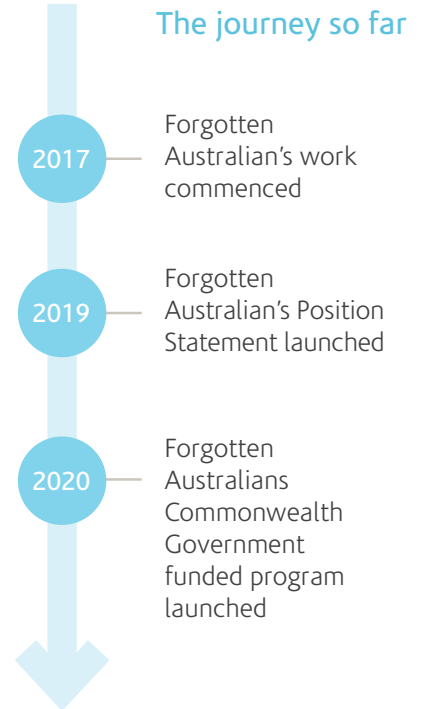 The journey so far
2017
Forgotten
Australian's work
commenced
2019
Forgotten
Australian's Position
Statement launched
2020
Forgotten
Australians
Commonwealth
Government
funded program
launched